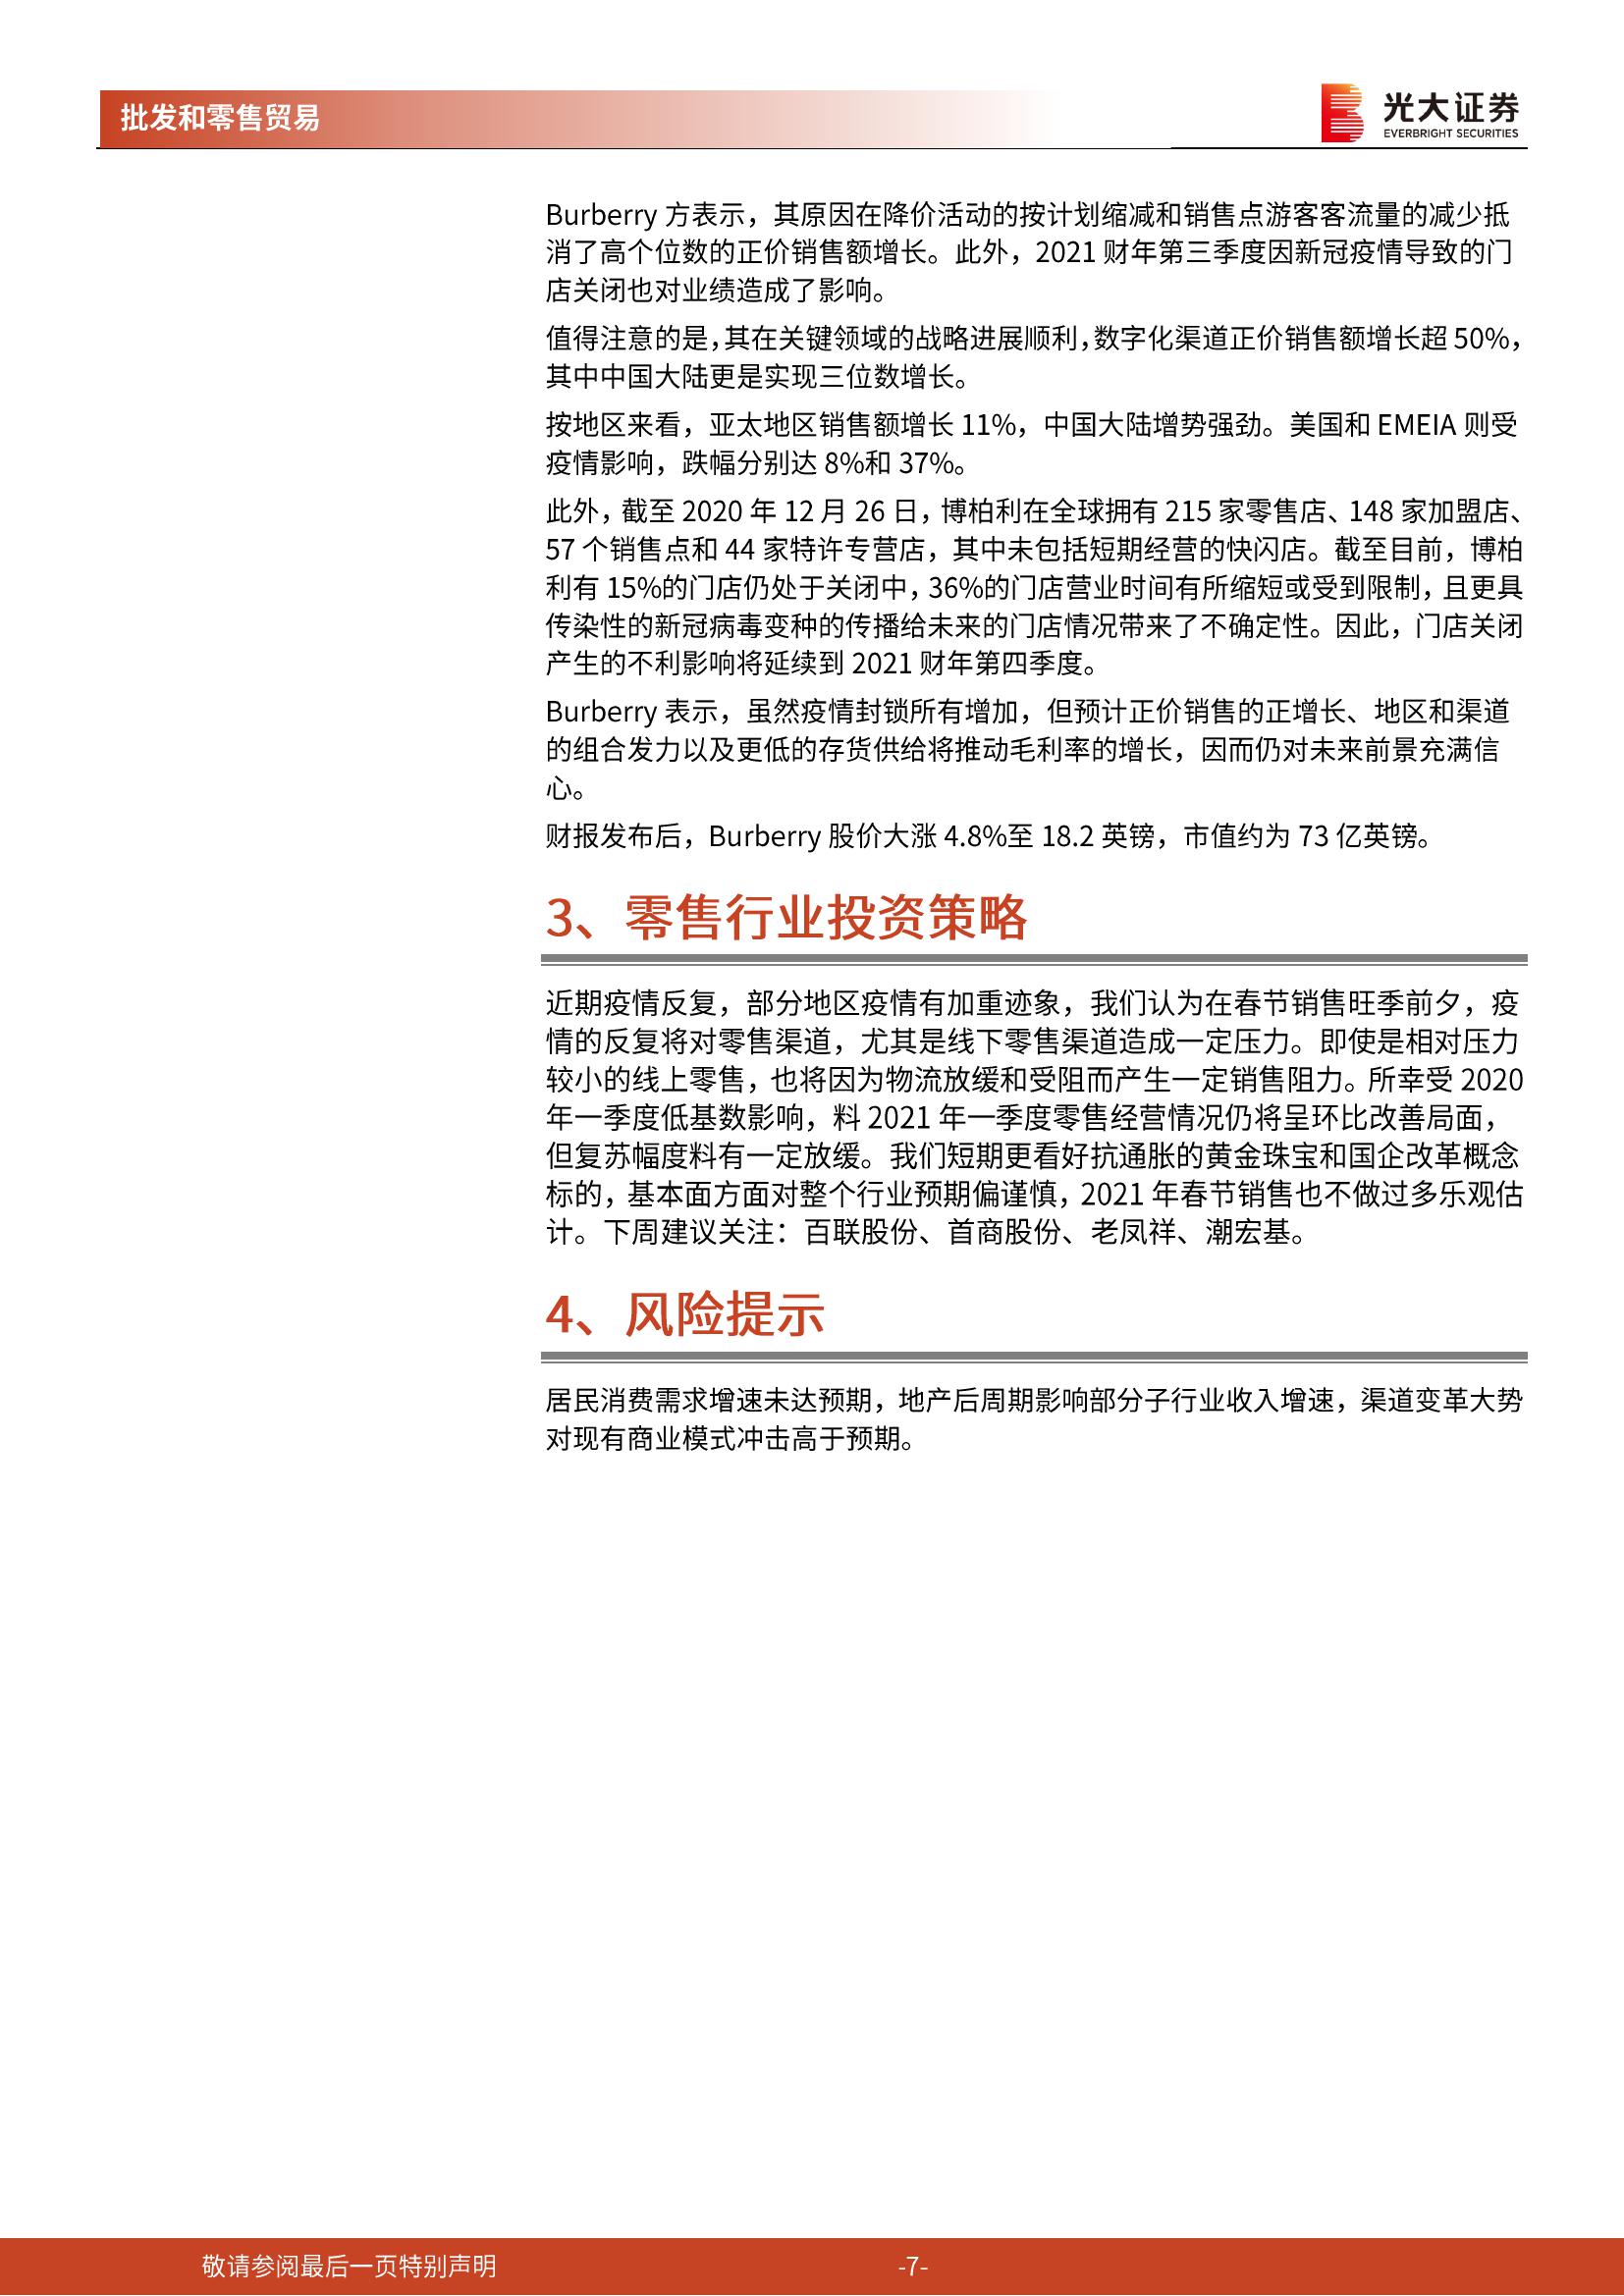 批发和零售贸易
光大证券
EVERBRIGHT SECURITIES
Burberry 方表示，其原因在降价活动的按计划缩减和销售点游客客流量的减少抵
消了高个位数的正价销售额增长。此外，2021 财年第三季度因新冠疫情导致的门
店关闭也对业绩造成了影响。
值得注意的是，其在关键领域的战略进展顺利，数字化渠道正价销售额增长超 50%，
其中中国大陆更是实现三位数增长。
按地区来看，亚太地区销售额增长 11%，中国大陆增势强劲。美国和 EMEIA 则受
疫情影响，跌幅分别达 8%和 37%。
此外，截至 2020 年 12 月 26 日，博柏利在全球拥有 215 家零售店、148 家加盟店、
57 个销售点和 44 家特许专营店，其中未包括短期经营的快闪店。截至目前，博柏
利有 15%的门店仍处于关闭中，36%的门店营业时间有所缩短或受到限制，且更具
传染性的新冠病毒变种的传播给未来的门店情况带来了不确定性。因此，门店关闭
产生的不利影响将延续到 2021 财年第四季度。
Burberry 表示，虽然疫情封锁所有增加，但预计正价销售的正增长、地区和渠道
的组合发力以及更低的存货供给将推动毛利率的增长，因而仍对未来前景充满信
心。
财报发布后，Burberry 股价大涨 4.8%至 18.2 英镑，市值约为 73 亿英镑。
3、零售行业投资策略
近期疫情反复，部分地区疫情有加重迹象，我们认为在春节销售旺季前夕，疫
情的反复将对零售渠道，尤其是线下零售渠道造成一定压力。即使是相对压力
较小的线上零售，也将因为物流放缓和受阻而产生一定销售阻力。所幸受 2020
年一季度低基数影响，料 2021 年一季度零售经营情况仍将呈环比改善局面，
但复苏幅度料有一定放缓。我们短期更看好抗通胀的黄金珠宝和国企改革概念
标的，基本面方面对整个行业预期偏谨慎，2021 年春节销售也不做过多乐观估
计。下周建议关注：百联股份、首商股份、老凤祥、潮宏基。
4、风险提示
居民消费需求增速未达预期，地产后周期影响部分子行业收入增速，渠道变革大势
对现有商业模式冲击高于预期。
敬请参阅最后一页特别声明
-7-